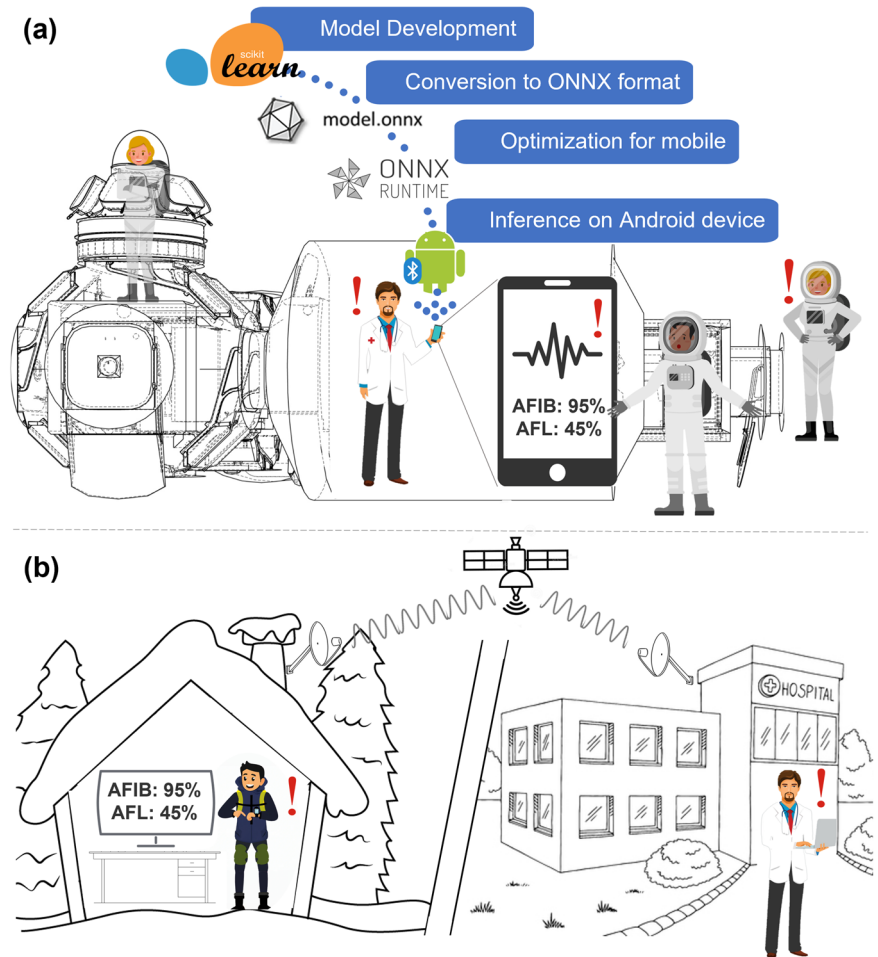 (a)
Model Development
scikit
learn
Conversion to ONNX format
model.onnx
Optimization for mobile
ONNX
RUNTIME
Inference on Android device
!
!
!
AFIB: 95%
AFL: 45%
(b)
HOSPITAL
AFIB: 95%
AFL: 45%
!
!